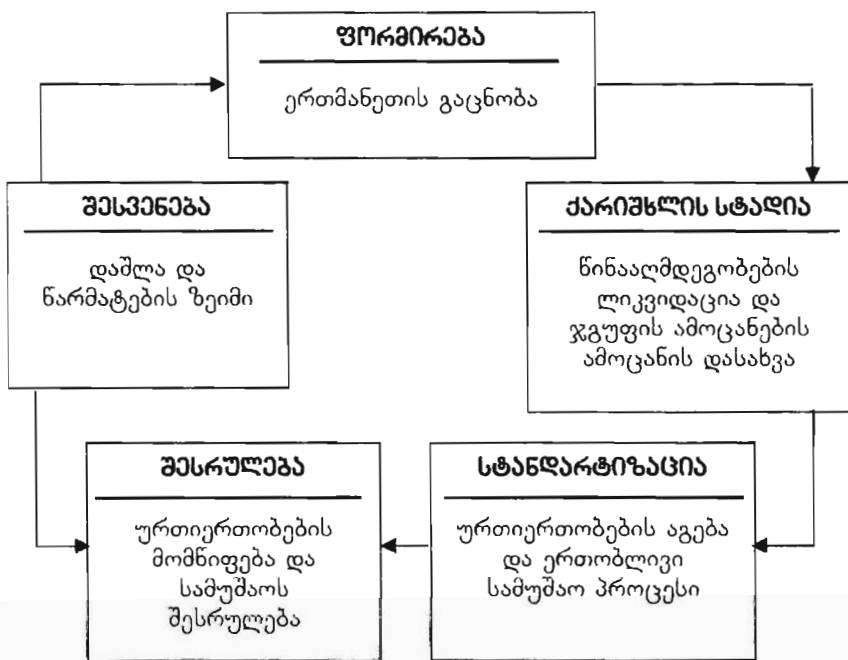 ფორმირება
ერთმანეთის გაცნობა
შესვენება
დაშლა და
წარმატების ზეიმი
ქარიშხლის სტადია
წინააღმდეგობების
ლიკვიდაცია და
ჯგუფის ამოცანების
ამოცანის დასახვა
შესრულება
ურთიერთობების
მომწიფება და
სამუშაოს
შესრულება
სტანდარტიზაცია
ურთიერთობების აგება
და ერთობლივი
სამუშაო პროცესი